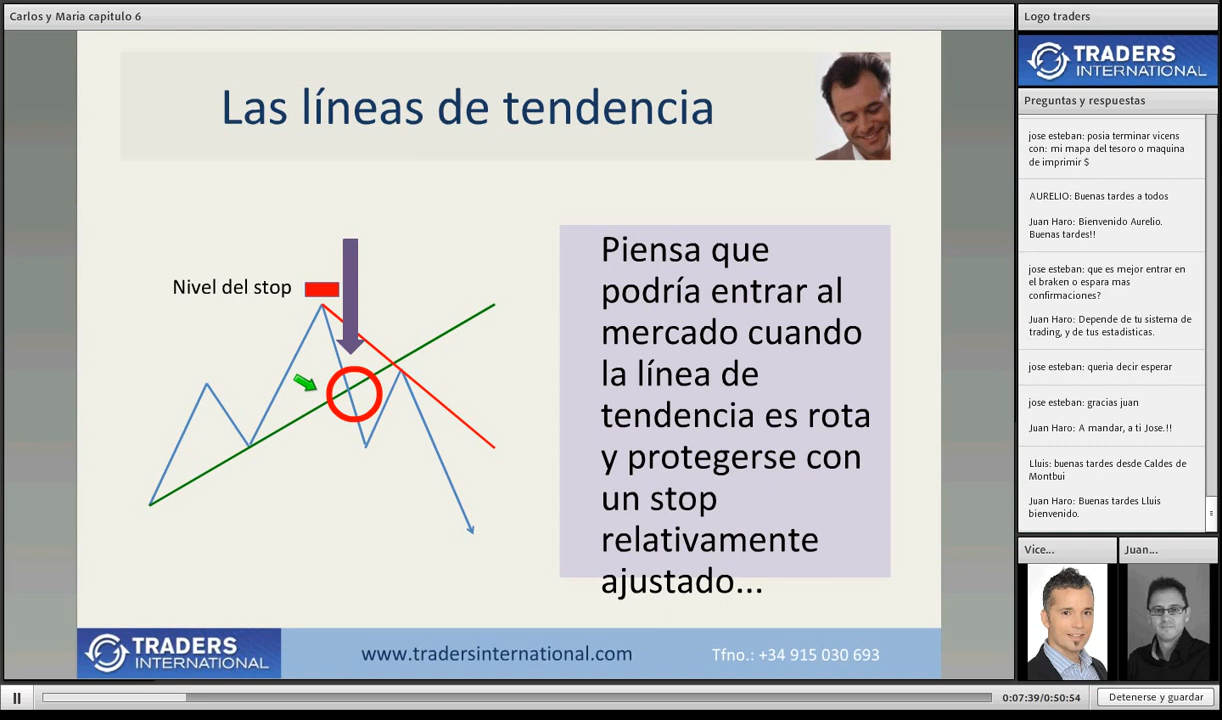 Carlos y Maria capitulo 6
Las líneas de tendencia
Nivel del stop
Piensa que
podría entrar al
mercado cuando
la línea de
tendencia es rota
y protegerse con
un stop
relativamente
ajustado...
TRADERS
INTERNATIONAL
www.tradersinternational.com
Tfno.: +34 915 030 693
Logo traders
TRADERS
INTERNATIONAL
Preguntas y respuestas
jose esteban: posia terminar vicens
con: mi mapa del tesoro o maquina
de imprimir $
AURELIO: Buenas tardes a todos
Juan Haro: Bienvenido Aurelio.
Buenas tardes!!
jose esteban: que es mejor entrar en
el braken o espara mas
confirmaciones?
Juan Haro: Depende de tu sistema de
trading, y de tus estadisticas.
jose esteban: queria decir esperar
jose esteban: gracias juan
Juan Haro: A mandar, a ti Jose.!!
Lluis: buenas tardes desde Caldes de
Montbui
Juan Haro: Buenas tardes Lluis
bienvenido.
Vice...
Juan...
0:07:39/0:50:54
Detenerse y guardar